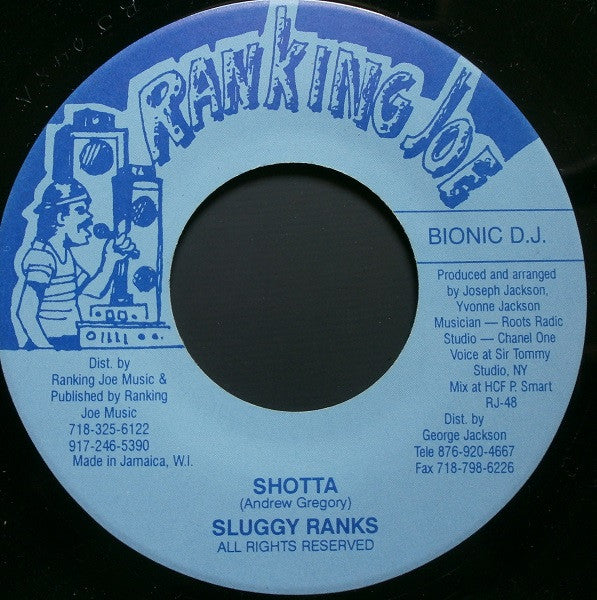 RANKING JOE
BIONIC D.J.
Produced and arranged
by Joseph Jackson,
Yvonne Jackson
Musician — Roots Radic
Studio — Chanel One
Voice at Sir Tommy
Studio, NY
Mix at HCF P. Smart
RJ-48
Dist. by
George Jackson
Tele 876-920-4667
Fax 718-798-6226
Dist. by
Ranking Joe Music &
Published by Ranking
Joe Music
718-325-6122
917-246-5390
Made in Jamaica, W.I.
SHOTTA
(Andrew Gregory)
SLUGGY RANKS
ALL RIGHTS RESERVED